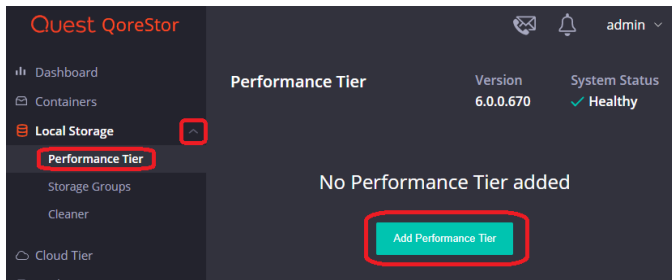 Quest QoreStor
admin
Dashboard
Containers
Local Storage
Performance Tier
Storage Groups
Cleaner
Cloud Tier
Performance Tier
Version
6.0.0.670
System Status
Healthy
No Performance Tier added
Add Performance Tier